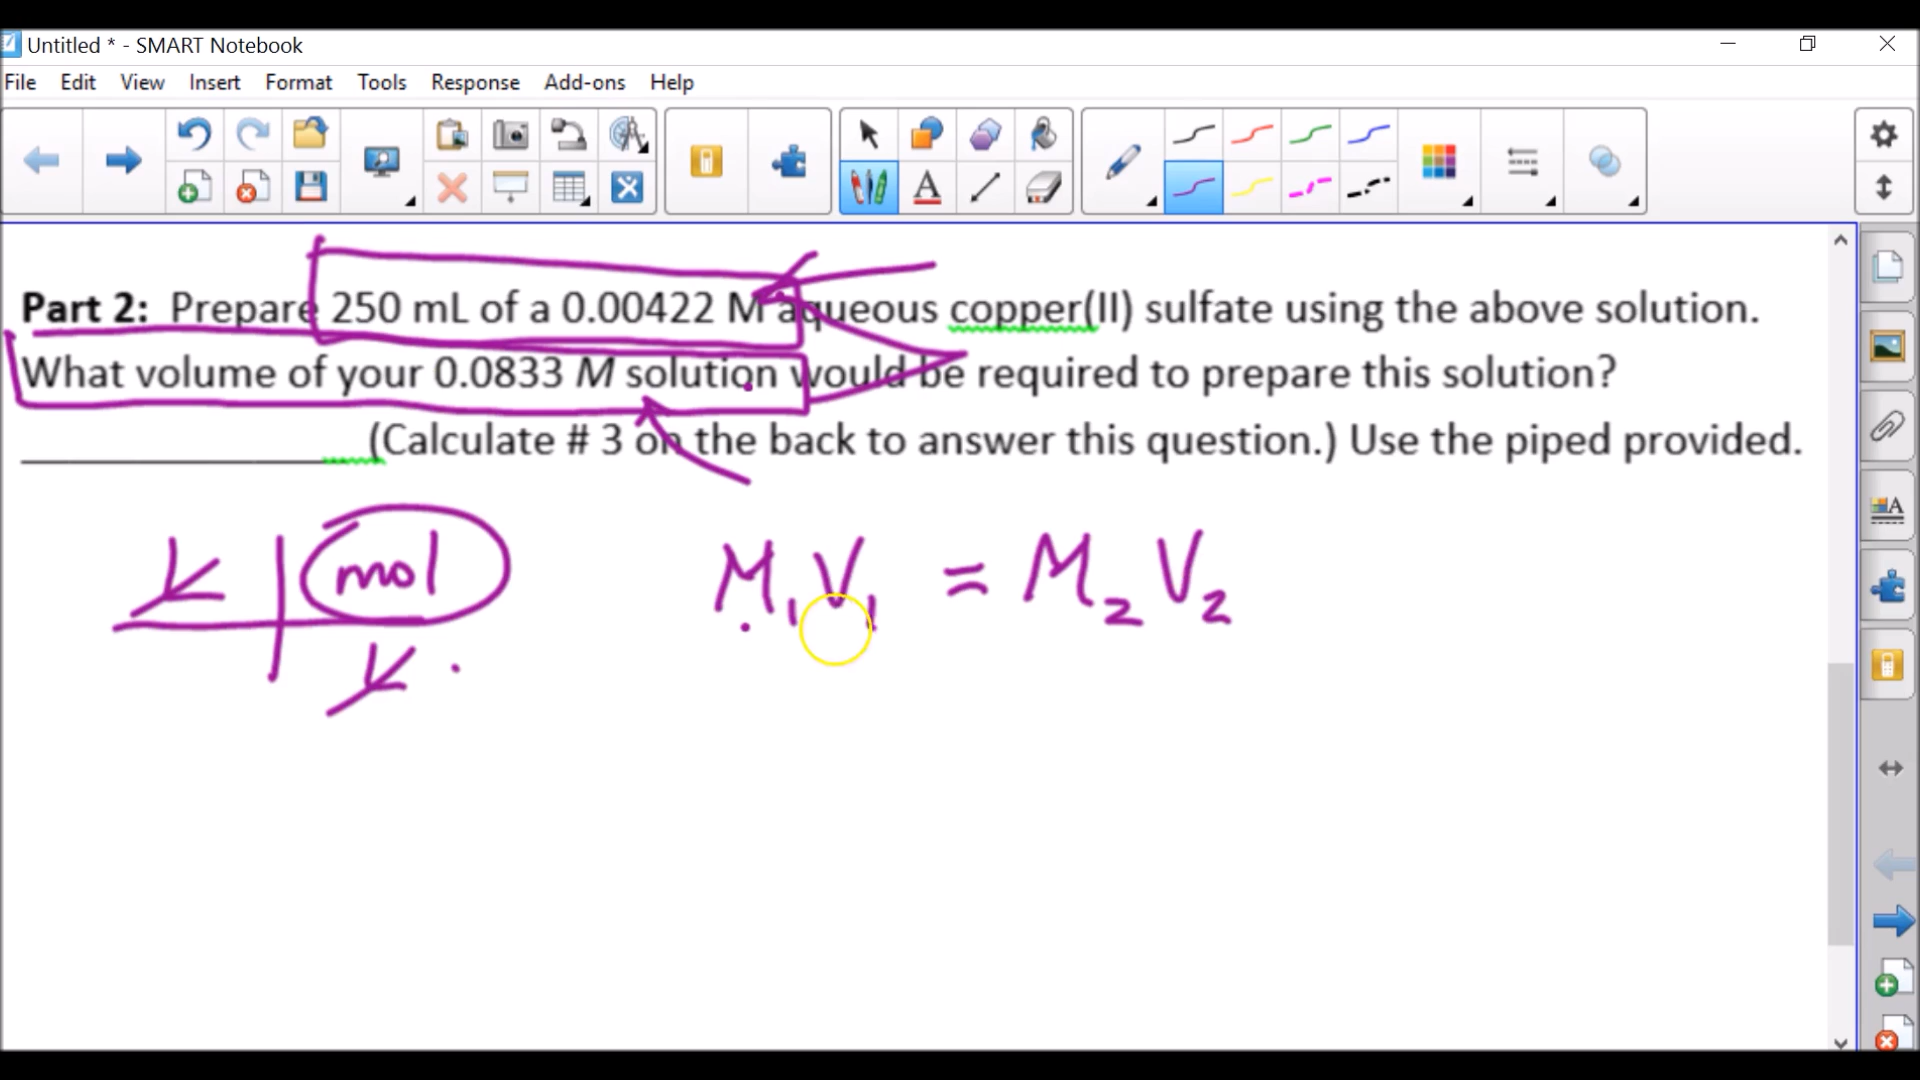 Untitled * - SMART Notebook
File Edit View Insert Format Tools Response Add-ons Help
Part 2: Prepare 250 mL of a 0.00422 M aqueous copper(II) sulfate using the above solution.
What volume of your 0.0833 M solution would be required to prepare this solution?
____________________ (Calculate # 3 on the back to answer this question.) Use the piped provided.
L | mol
L
M₁V₁ = M₂V₂